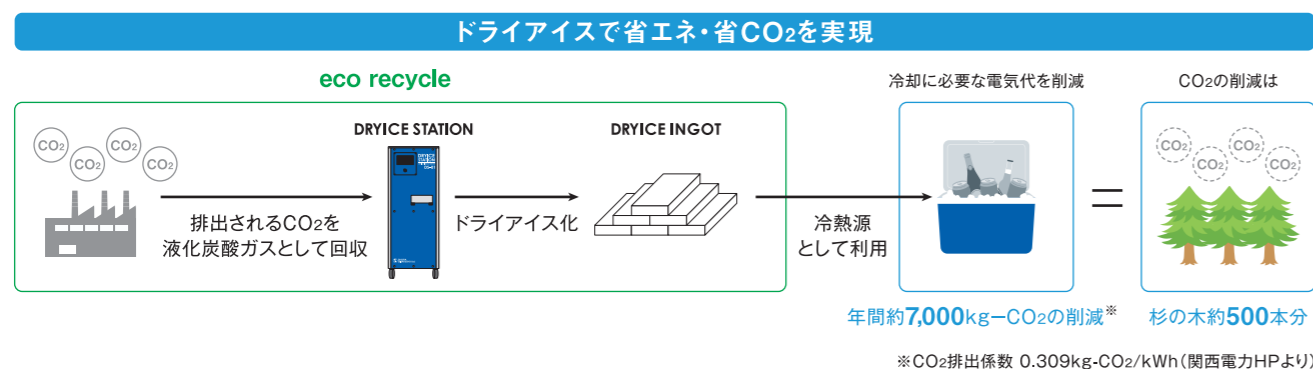 ドライアイスで省エネ・省CO2を実現
eco recycle
冷却に必要な電気代を削減
CO2の削減は
CO2
CO2
CO2
CO2
DRYICE STATION
DRYICE INGOT
CO2
CO2
CO2
CO2
排出されるCO2を
液化炭酸ガスとして回収
ドライアイス化
冷熱源
として利用
=
年間約7,000kg−CO2の削減※
杉の木約500本分
※CO2排出係数 0.309kg-CO2/kWh(関西電力HPより)